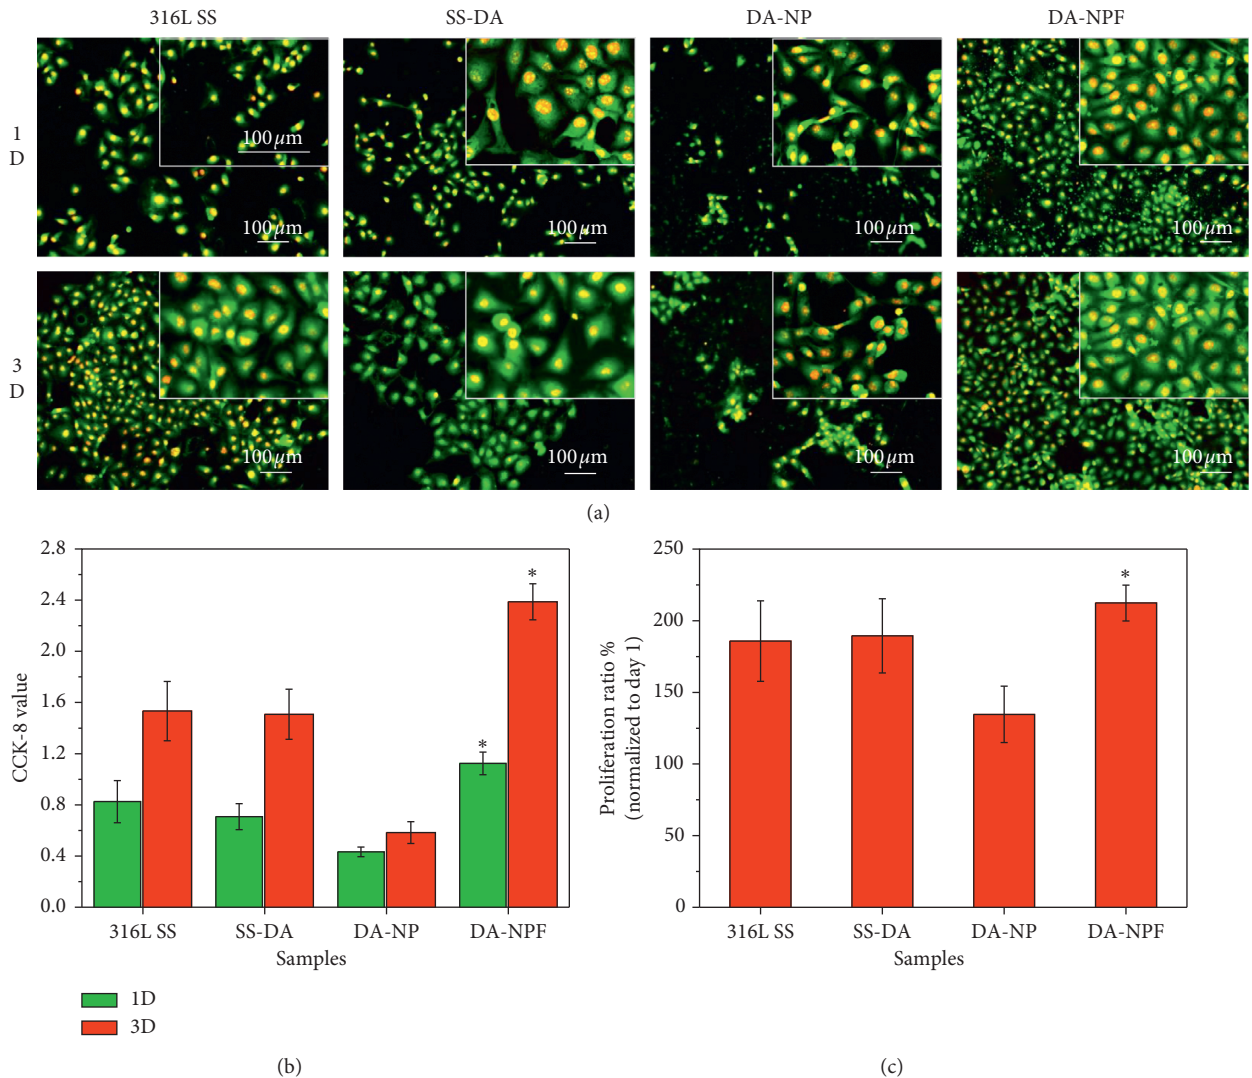 316L SS
SS-DA
DA-NP
DA-NPF
1
D
100 µm
100 µm
100 µm
100 µm
100 µm
3
D
100 µm
100 µm
100 µm
100 µm
(a)
2.8
2.4
2.0
1.6
1.2
0.8
0.4
0.0
CCK-8 value
*
*
316L SS
SS-DA
DA-NP
DA-NPF
Samples
1D
3D
(b)
250
200
150
100
50
0
Proliferation ratio %
(normalized to day 1)
*
316L SS
SS-DA
DA-NP
DA-NPF
Samples
(c)